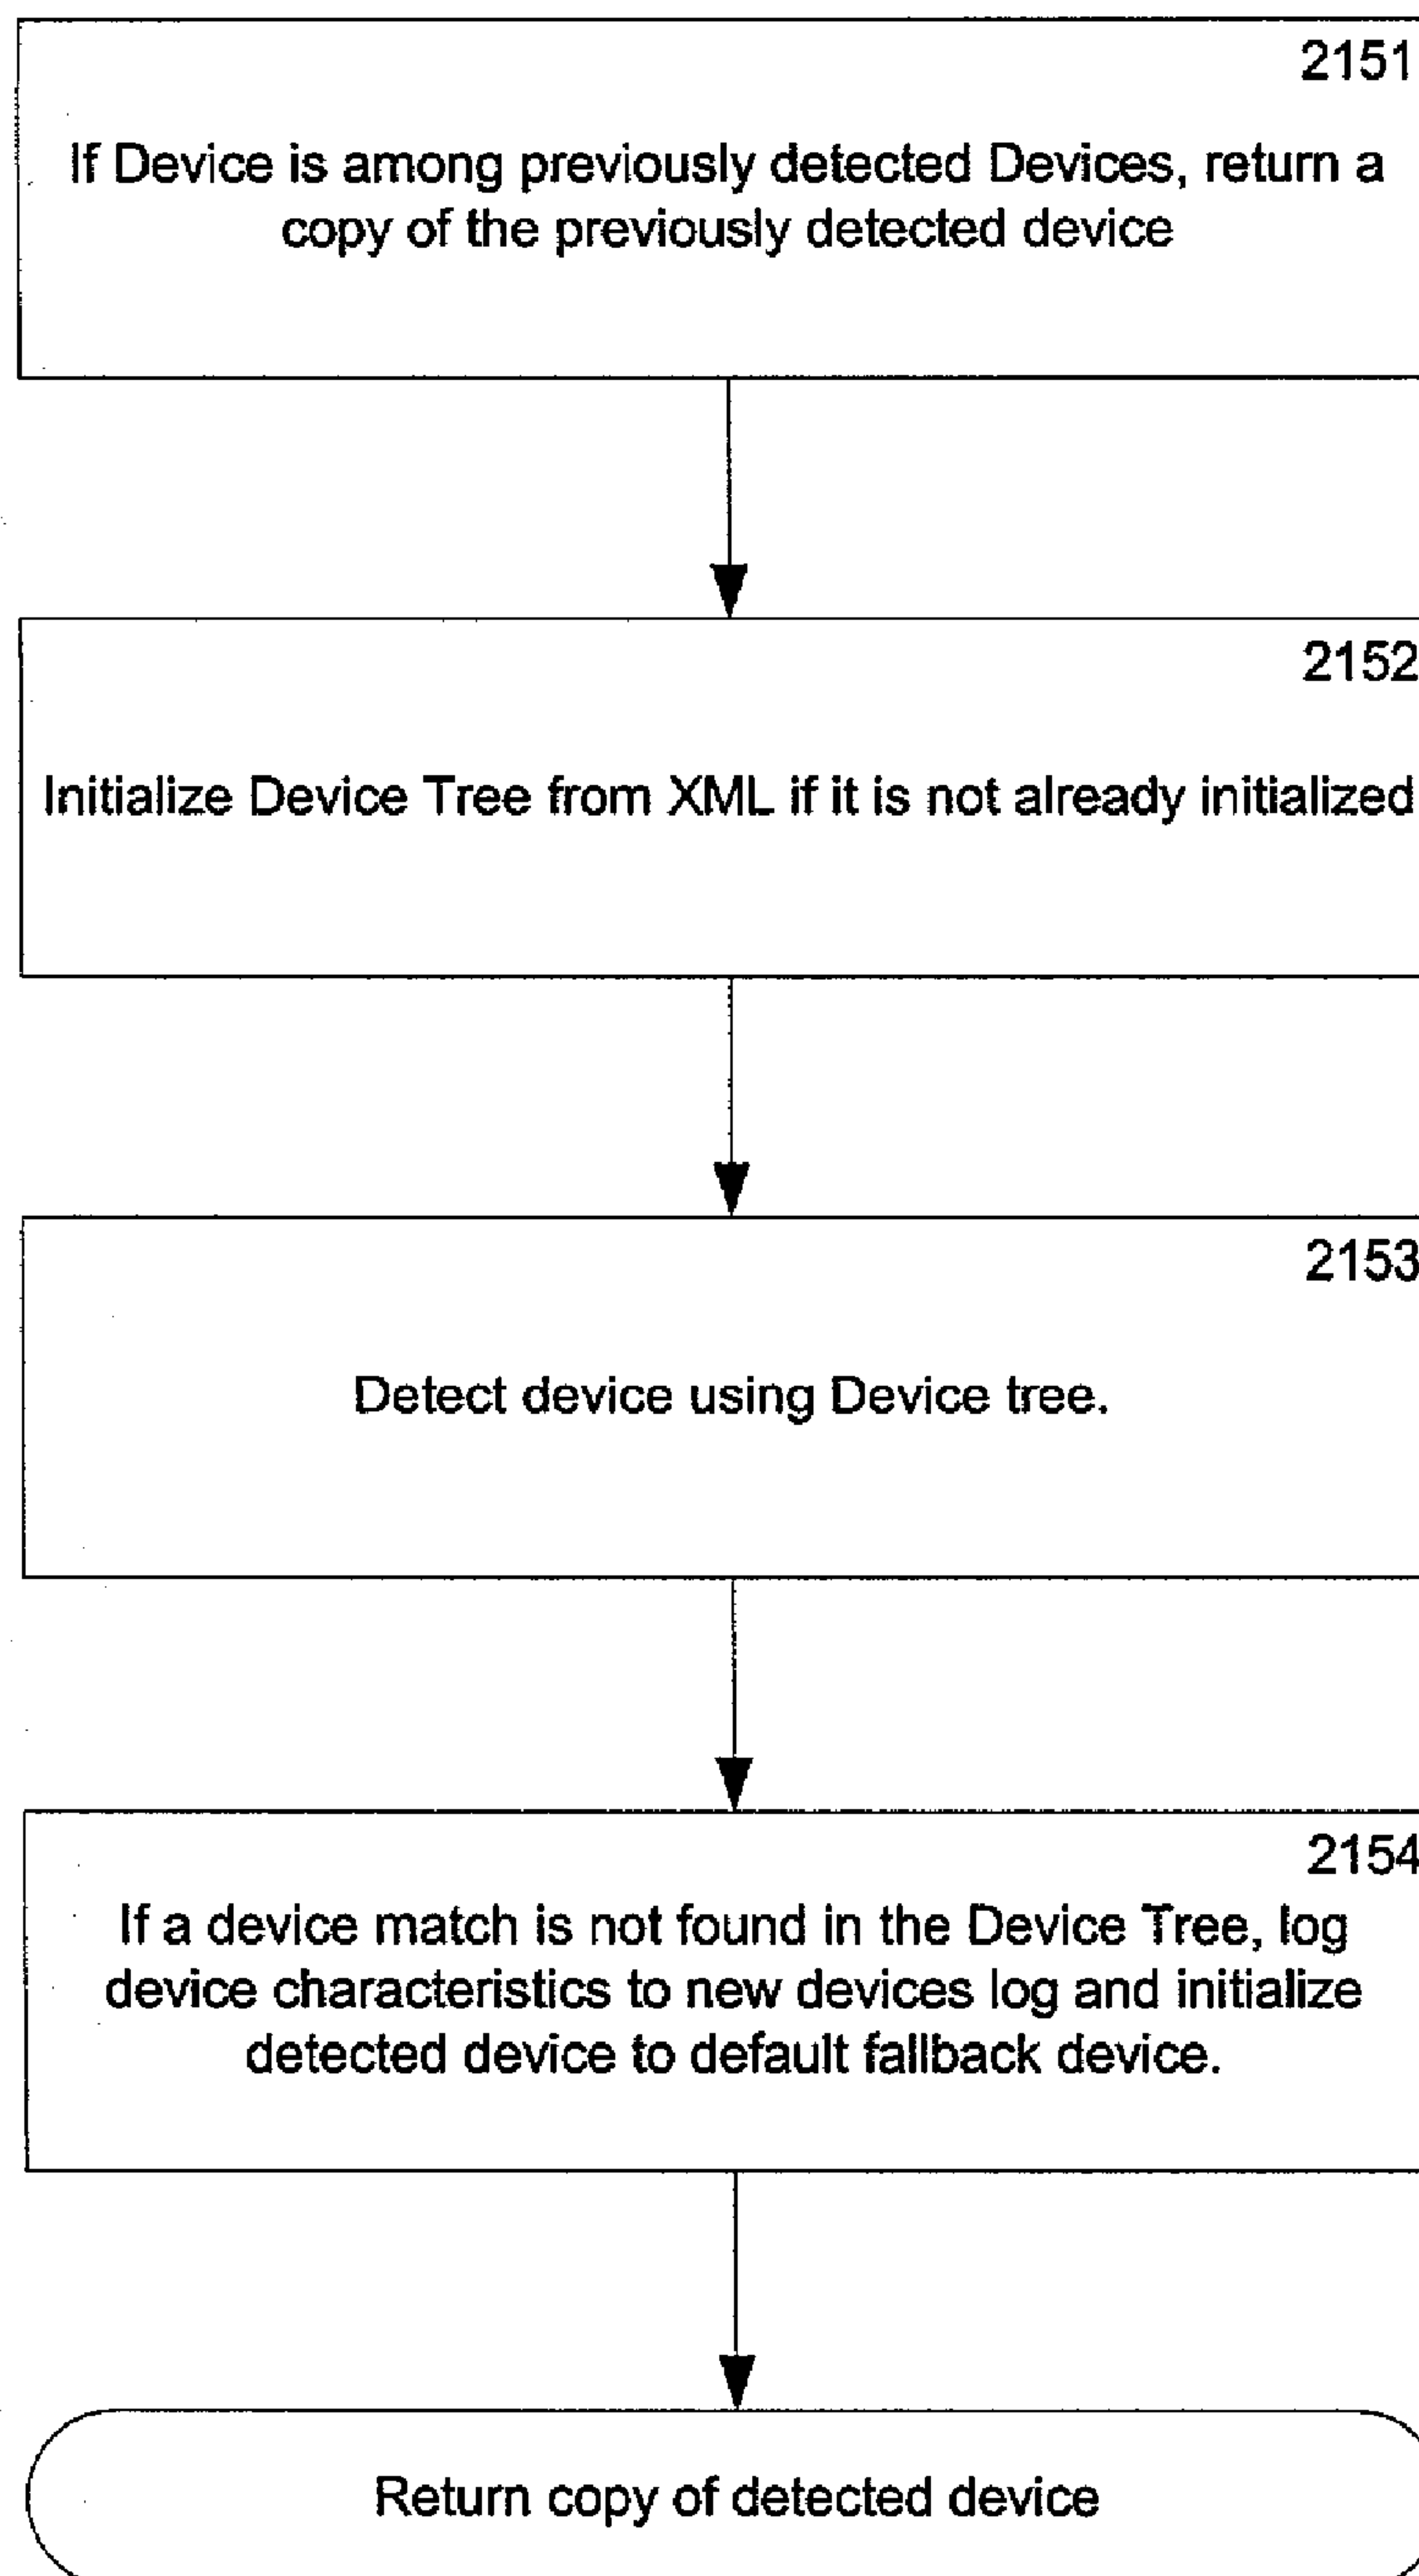 2151
If Device is among previously detected Devices, return a
copy of the previously detected device
2152
Initialize Device Tree from XML if it is not already initialized
2153
Detect device using Device tree.
2154
If a device match is not found in the Device Tree, log
device characteristics to new devices log and initialize
detected device to default fallback device.
Return copy of detected device